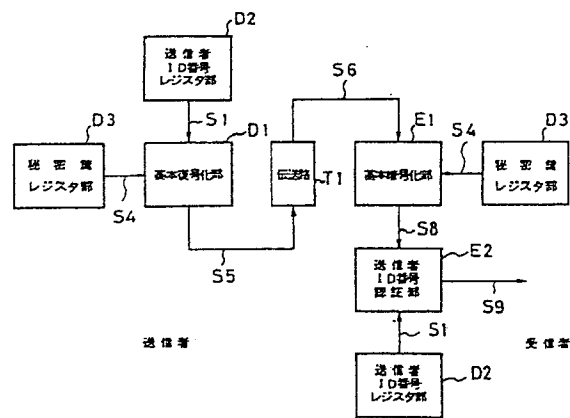 D2
送信者
ID番号
レジスタ部
S1
D3
秘密鍵
レジスタ部
S4
D1
基本復号化部
S5
伝送路
T1
S6
E1
基本暗号化部
S4
D3
秘密鍵
レジスタ部
S8
E2
送信者
ID番号
認証部
S9
S1
送信者
ID番号
レジスタ部
D2
送信者
受信者